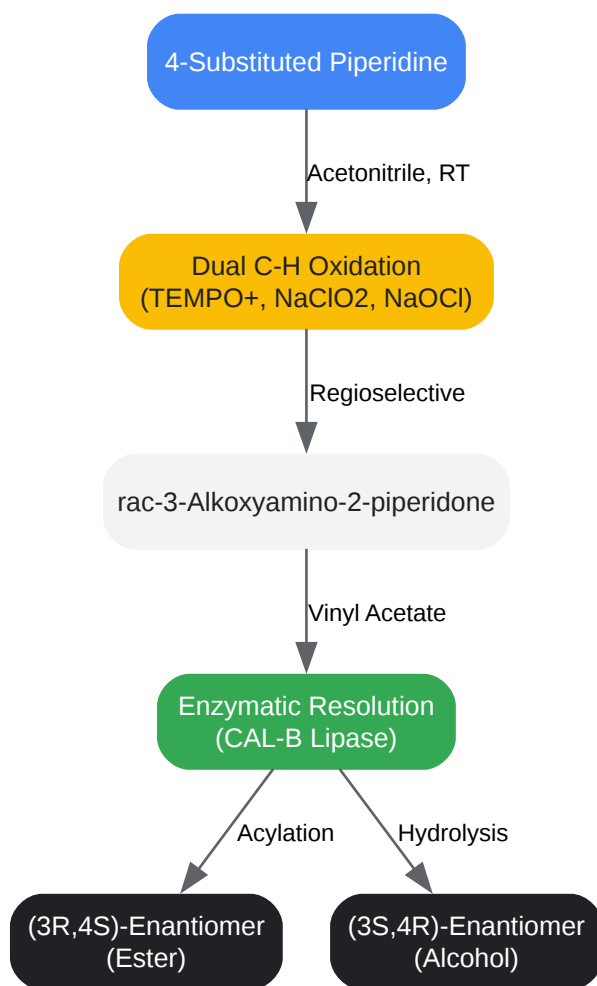 4-Substituted Piperidine
Acetonitrile, RT
Dual C-H Oxidation
(TEMPO+, NaClO2, NaOCl)
Regioselective
rac-3-Alkoxyamino-2-piperidone
Vinyl Acetate
Enzymatic Resolution
(CAL-B Lipase)
Acylation
Hydrolysis
(3R,4S)-Enantiomer
(Ester)
(3S,4R)-Enantiomer
(Alcohol)